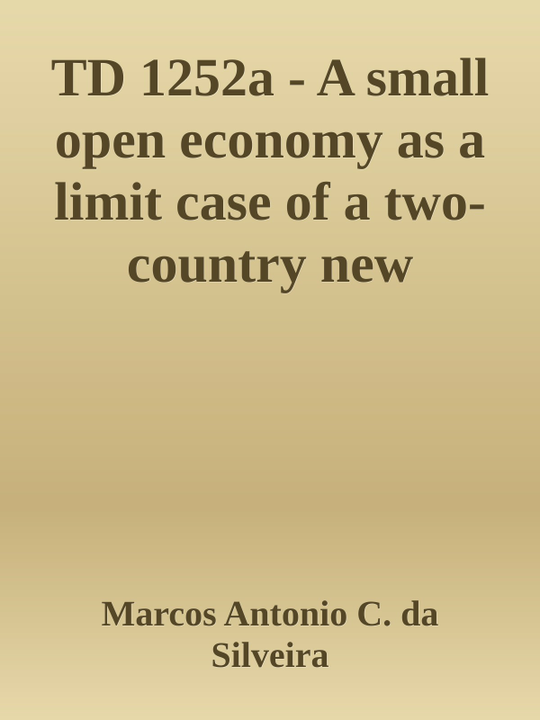 TD 1252a - A small
open economy as a
limit case of a two-
country new
Marcos Antonio C. da
Silveira